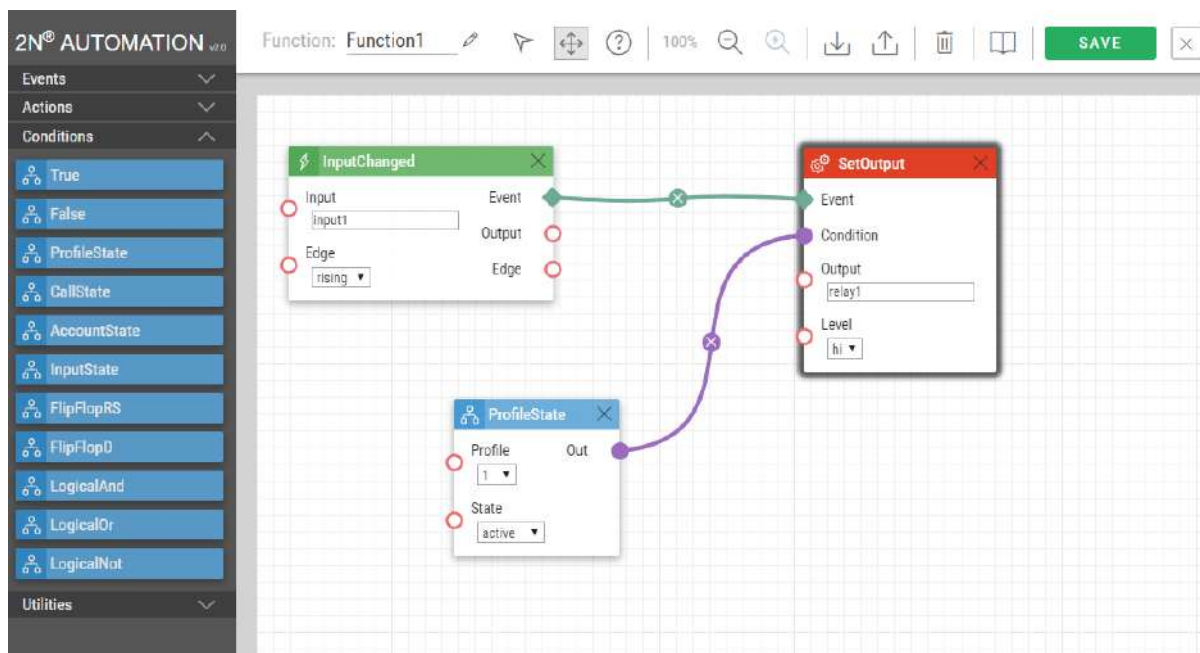 2N® AUTOMATION v2.0
Function: Function1
100%
SAVE
Events
Actions
Conditions
True
False
ProfileState
CallState
AccountState
InputState
FlipFlopRS
FlipFlopD
LogicalAnd
LogicalOr
LogicalNot
Utilities
InputChanged
Input
input1
Edge
rising
Event
Output
Edge
SetOutput
Event
Condition
Output
relay1
Level
hi
ProfileState
Profile
1
State
active
Out